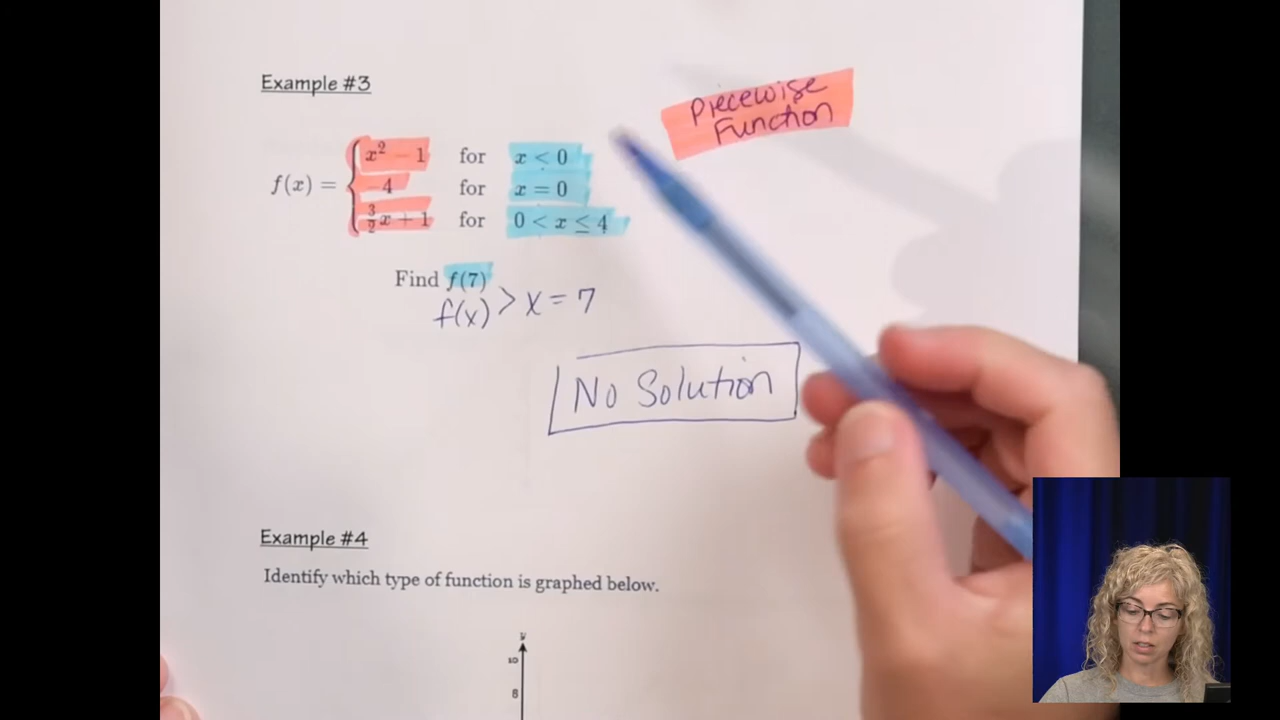 Example #3
Piecewise
Function
f(x) = { x² − 1 for x < 0
−4 for x = 0
3/2 x + 1 for 0 < x ≤ 4
Find f(7)
f(x) > x = 7
No Solution
Example #4
Identify which type of function is graphed below.
y
10
8